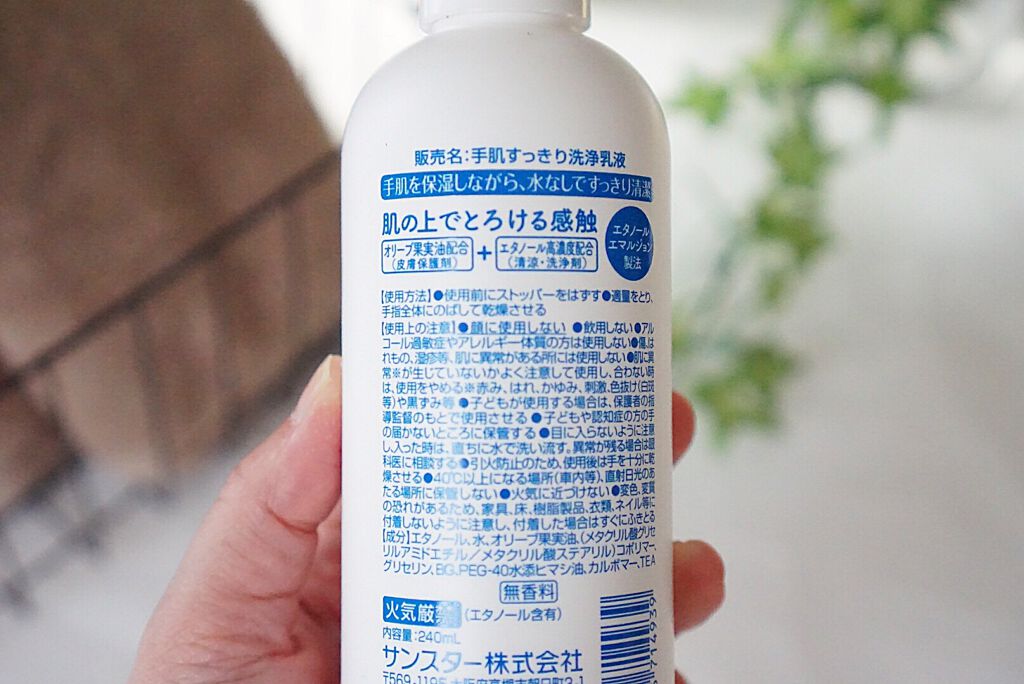 販売名:手肌すっきり洗浄乳液
手肌を保湿しながら、水なしですっきり清潔
肌の上でとろける感触
オリーブ果実油配合
(皮膚保護剤)
+
エタノール高濃度配合
(清涼・洗浄剤)
エタノール
エマルジョン
製法
【使用方法】●使用前にストッパーをはずす●適量をとり、
手指全体にのばして乾燥させる
【使用上の注意】●顔に使用しない ●飲用しない●アル
コール過敏症やアレルギー体質の方は使用しない●傷、は
れもの、湿疹等、肌に異常がある所には使用しない●肌に異
常※が生じていないかよく注意して使用し、合わない時
は、使用をやめる※赤み、はれ、かゆみ、刺激、色抜け(白斑
等)や黒ずみ等●子どもが使用する場合は、保護者の指
導監督のもとで使用させる●子どもや認知症の方の手
の届かないところに保管する●目に入らないように注意
し、入った時は、直ちに水で洗い流す。異常が残る場合は眼
科医に相談する●引火防止のため、使用後は手を十分に乾
燥させる●40℃以上になる場所(車内等)、直射日光のあ
たる場所に保管しない●火気に近づけない●変色、変質
の恐れがあるため、家具、床、樹脂製品、衣類、ネイル等に
付着しないように注意し、付着した場合はすぐにふきとる
【成分】エタノール、水、オリーブ果実油、(メタクリル酸グリセ
リルアミドエチル/メタクリル酸ステアリル)コポリマー、
グリセリン、BG、PEG-40水添ヒマシ油、カルボマー、TEA
無香料
火気厳禁(エタノール含有)
内容量:240mL
サンスター株式会社
〒569-1195 大阪府高槻市朝日町3-1
714939